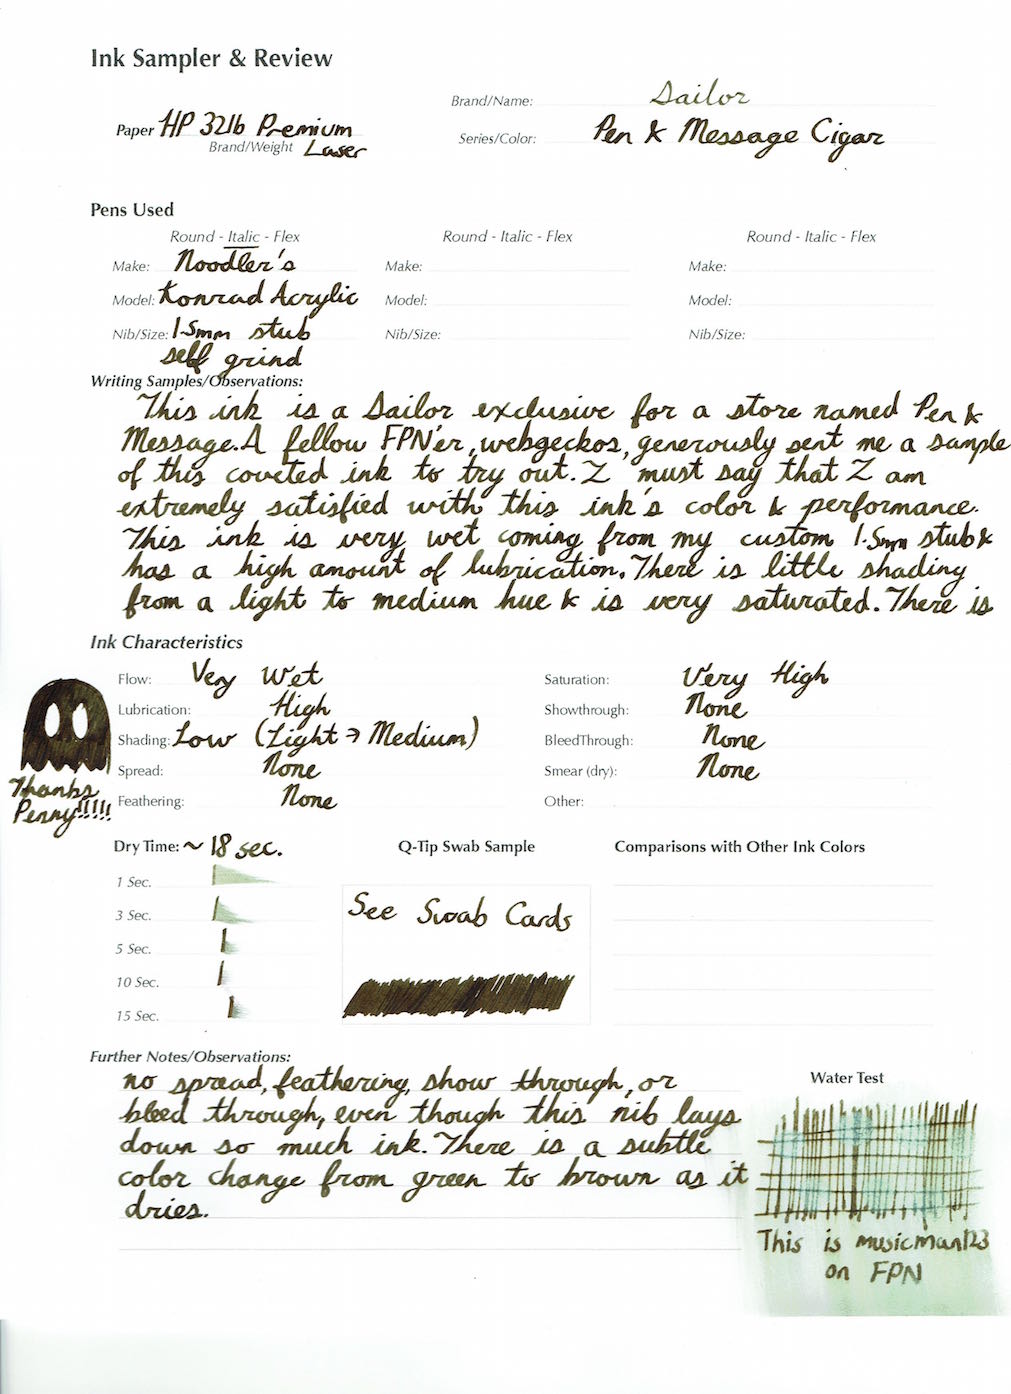 Ink Sampler & Review
Brand/Name: Sailor
Paper HP 32lb Premium
Brand/Weight Laser
Series/Color: Pen & Message Cigar
Pens Used
Round - Italic - Flex Round - Italic - Flex Round - Italic - Flex
Make: Noodler's Make: Make:
Model: Konrad Acrylic Model: Model:
Nib/Size: 1.5mm stub Nib/Size: Nib/Size:
self grind
Writing Samples/Observations:
This ink is a Sailor exclusive for a store named Pen &
Message. A fellow FPN'er, webgeckos, generously sent me a sample
of this coveted ink to try out. I must say that I am
extremely satisfied with this ink's color & performance.
This ink is very wet coming from my custom 1.5mm stub &
has a high amount of lubrication. There is little shading
from a light to medium hue & is very saturated. There is
Ink Characteristics
Flow: Very Wet Saturation: Very High
Lubrication: High Showthrough: None
Shading: Low (Light → Medium) BleedThrough: None
Spread: None Smear (dry): None
Feathering: None Other:
Thanks
Penny!!!!!
Dry Time: ~ 18 sec. Q-Tip Swab Sample Comparisons with Other Ink Colors
1 Sec.
3 Sec. See Swab Cards
5 Sec.
10 Sec.
15 Sec.
Further Notes/Observations:
no spread, feathering, show through, or
bleed through, even though this nib lays
down so much ink. There is a subtle
color change from green to brown as it
dries.
Water Test
This is musicman123
on FPN